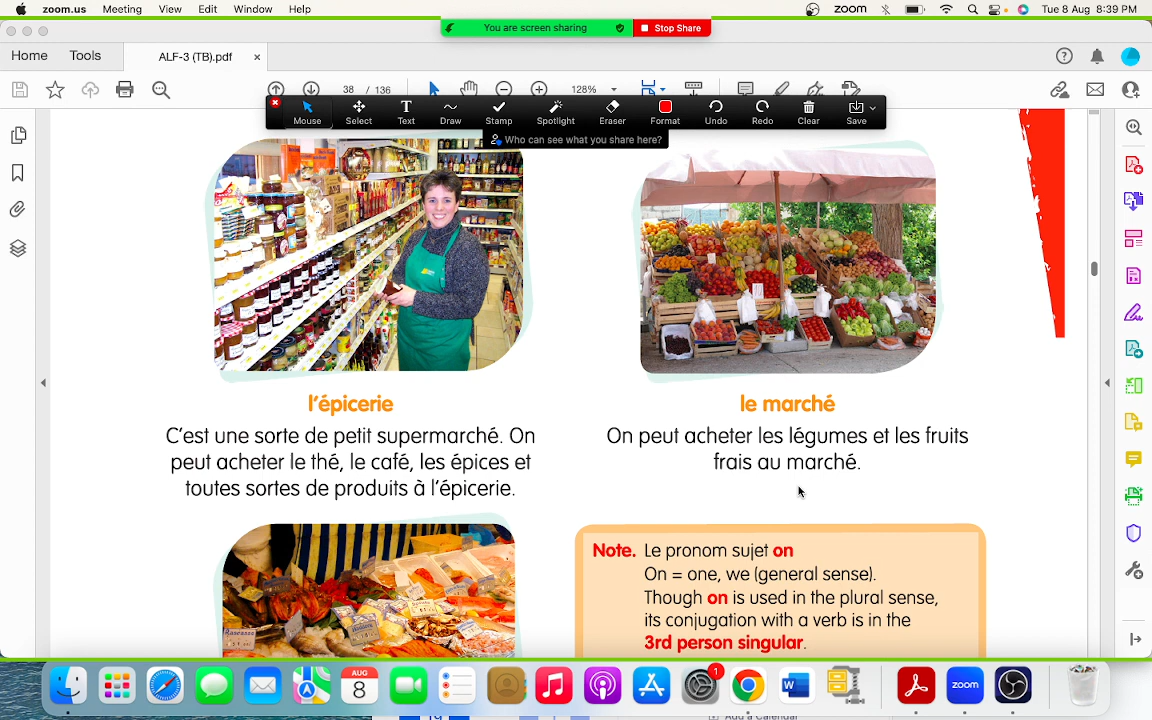 zoom.us Meeting View Edit Window Help
zoom Tue 8 Aug 8:39 PM
You are screen sharing Stop Share
Home Tools ALF-3 (TB).pdf ×
38 / 136 128%
Mouse Select Text Draw Stamp Spotlight Eraser Format Undo Redo Clear Save
Who can see what you share here?
l'épicerie
C'est une sorte de petit supermarché. On
peut acheter le thé, le café, les épices et
toutes sortes de produits à l'épicerie.
le marché
On peut acheter les légumes et les fruits
frais au marché.
Note. Le pronom sujet on
On = one, we (general sense).
Though on is used in the plural sense,
its conjugation with a verb is in the
3rd person singular.
AUG
8
1
zoom
Add a Calendar